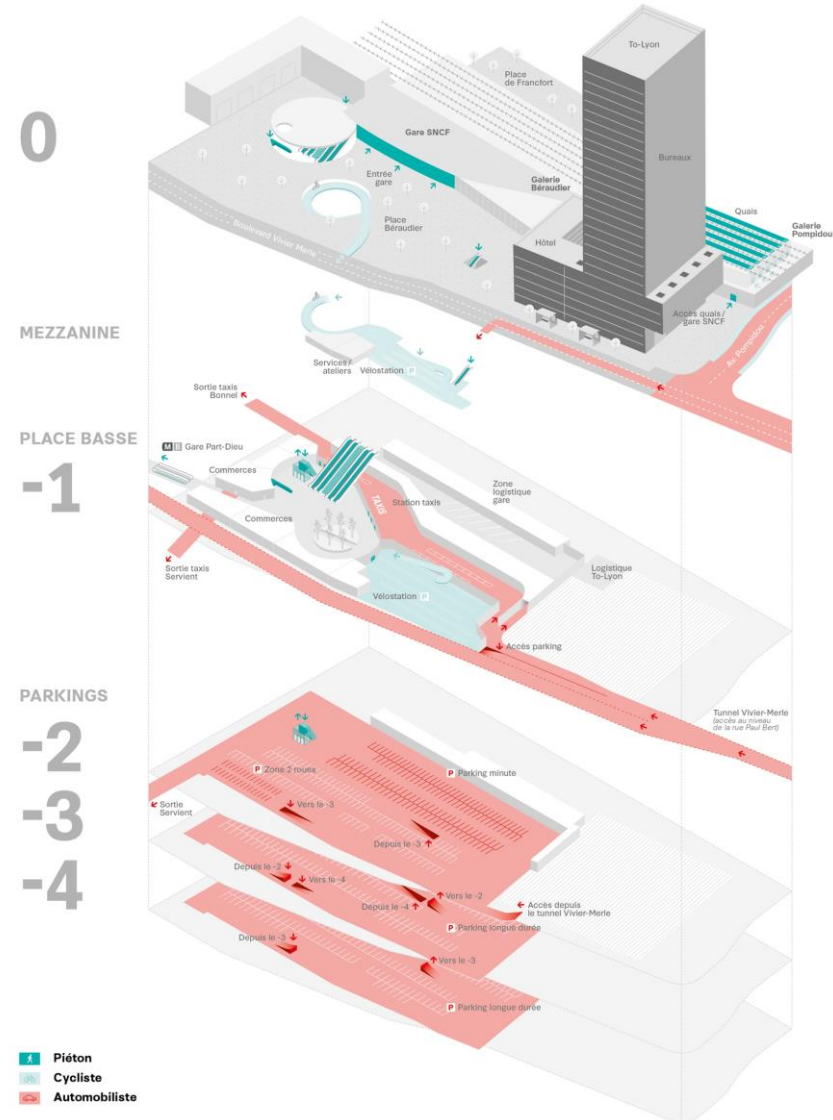 0
To-Lyon
Place
de Francfort
Gare SNCF
Bureaux
Entrée
gare
Galerie
Béraudier
Place
Béraudier
Quais
Galerie
Pompidou
Hôtel
Boulevard Vivier Merle
Accès quais /
gare SNCF
Av. Pompidou
MEZZANINE
Services /
ateliers
Vélostation P
Sortie taxis
Bonnel
PLACE BASSE
-1
M B Gare Part-Dieu
Commerces
Commerces
TAXIS
Station taxis
Zone
logistique
gare
Sortie taxis
Servient
Vélostation P
Logistique
To-Lyon
Accès parking
Tunnel Vivier-Merle
(accès au niveau
de la rue Paul Bert)
PARKINGS
-2
-3
-4
P Zone 2 roues
P Parking minute
Sortie
Servient
Vers le -3
Depuis le -3
Depuis le -2
Vers le -4
Vers le -2
Depuis le -4
Accès depuis
le tunnel Vivier-Merle
P Parking longue durée
Depuis le -3
Vers le -3
P Parking longue durée
Piéton
Cycliste
Automobiliste